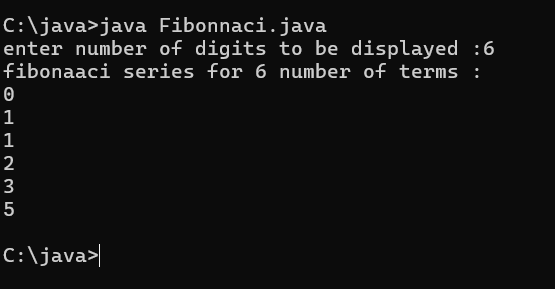 C:\java>java Fibonnaci.java
enter number of digits to be displayed :6
fibonaaci series for 6 number of terms :
0
1
1
2
3
5
C:\java>